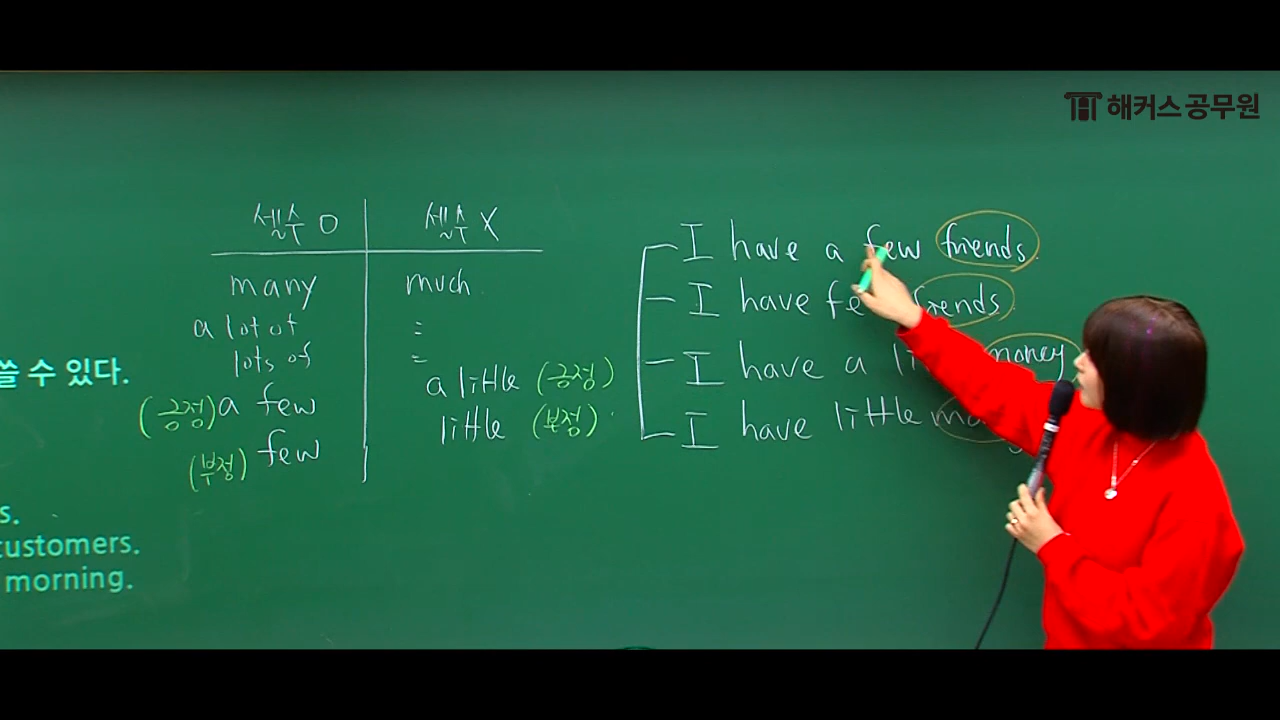 해커스 공무원
쓸 수 있다.
s.
customers.
morning.
셀수 O
셀수 X
many
much.
a lot of
=
lots of
=
(긍정) a few
a little (긍정)
(부정) few
little (부정).
I have a few friends.
I have few friends.
I have a li money
I have little mo